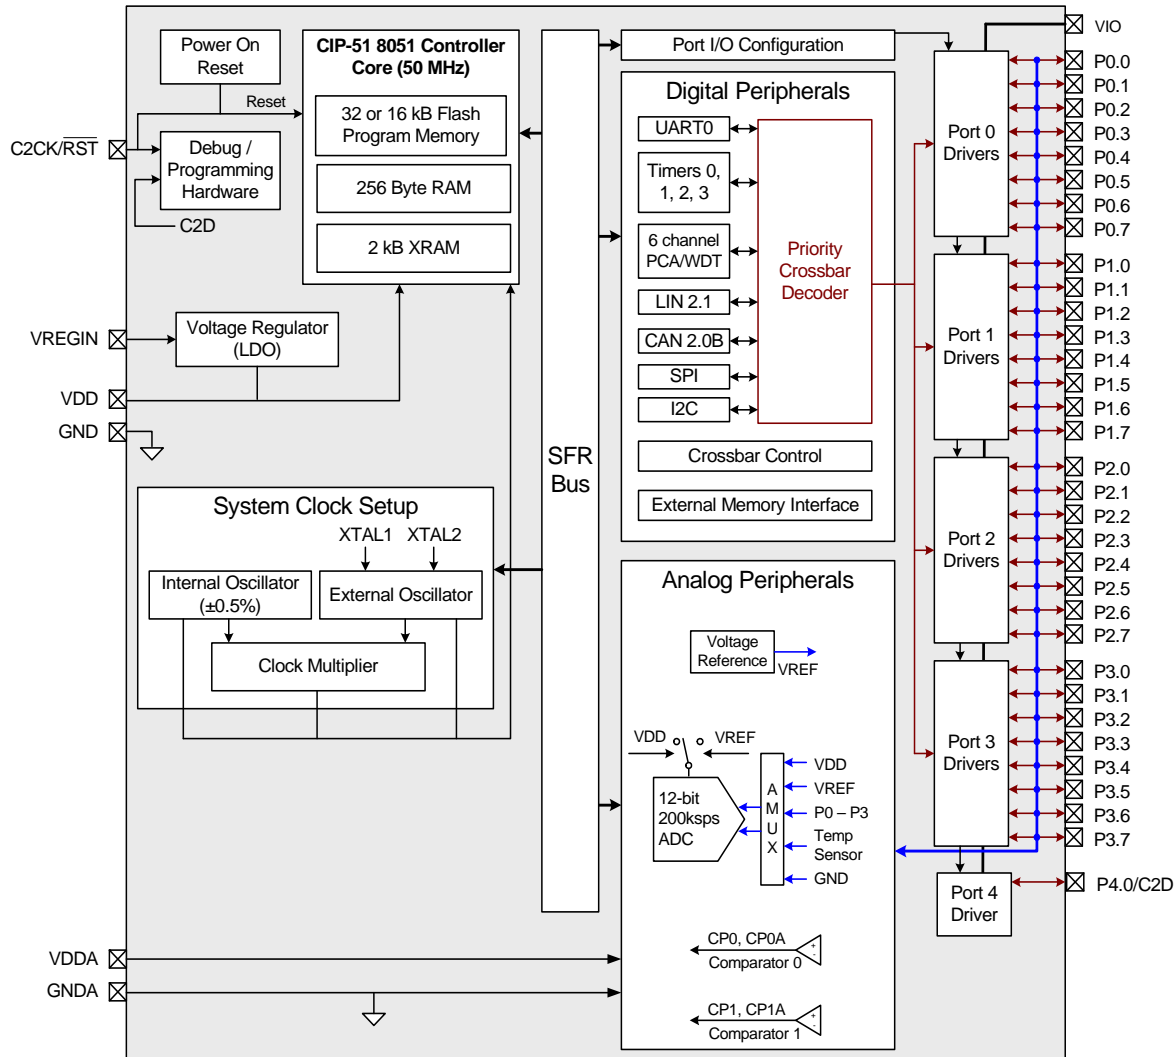 Power On
Reset
Reset
C2CK/RST
Debug /
Programming
Hardware
C2D
CIP-51 8051 Controller
Core (50 MHz)
32 or 16 kB Flash
Program Memory
256 Byte RAM
2 kB XRAM
VREGIN
Voltage Regulator
(LDO)
VDD
GND
System Clock Setup
XTAL1
XTAL2
Internal Oscillator
(±0.5%)
External Oscillator
Clock Multiplier
VDDA
GNDA
SFR
Bus
Port I/O Configuration
Digital Peripherals
UART0
Timers 0,
1, 2, 3
6 channel
PCA/WDT
LIN 2.1
CAN 2.0B
SPI
I2C
Priority
Crossbar
Decoder
Crossbar Control
External Memory Interface
Analog Peripherals
Voltage
Reference
VREF
VDD
VREF
12-bit
200ksps
ADC
A
M
U
X
VDD
VREF
P0 – P3
Temp
Sensor
GND
CP0, CP0A
Comparator 0
+
-
CP1, CP1A
Comparator 1
+
-
Port 0
Drivers
Port 1
Drivers
Port 2
Drivers
Port 3
Drivers
Port 4
Driver
VIO
P0.0
P0.1
P0.2
P0.3
P0.4
P0.5
P0.6
P0.7
P1.0
P1.1
P1.2
P1.3
P1.4
P1.5
P1.6
P1.7
P2.0
P2.1
P2.2
P2.3
P2.4
P2.5
P2.6
P2.7
P3.0
P3.1
P3.2
P3.3
P3.4
P3.5
P3.6
P3.7
P4.0/C2D